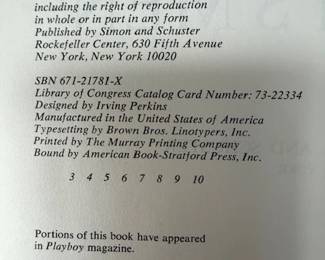 including the right of reproduction
in whole or in part in any form
Published by Simon and Schuster
Rockefeller Center, 630 Fifth Avenue
New York, New York 10020
SBN 671-21781-X
Library of Congress Catalog Card Number: 73-22334
Designed by Irving Perkins
Manufactured in the United States of America
Typesetting by Brown Bros. Linotypers, Inc.
Printed by The Murray Printing Company
Bound by American Book-Stratford Press, Inc.
3 4 5 6 7 8 9 10
Portions of this book have appeared
in Playboy magazine.